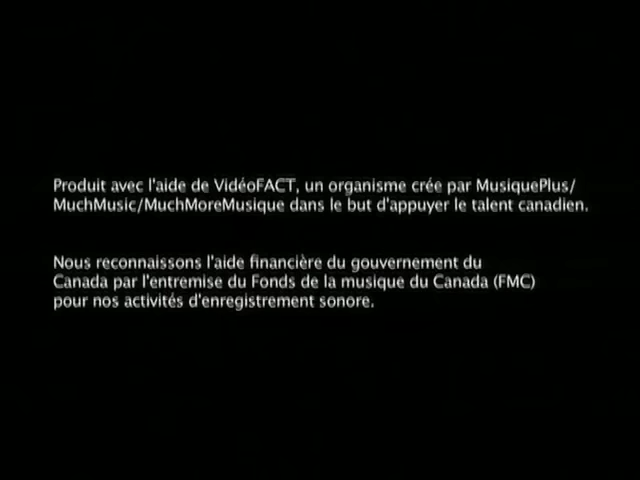 Produit avec l'aide de VidéoFACT, un organisme crée par MusiquePlus/
MuchMusic/MuchMoreMusique dans le but d'appuyer le talent canadien.
Nous reconnaissons l'aide financière du gouvernement du
Canada par l'entremise du Fonds de la musique du Canada (FMC)
pour nos activités d'enregistrement sonore.